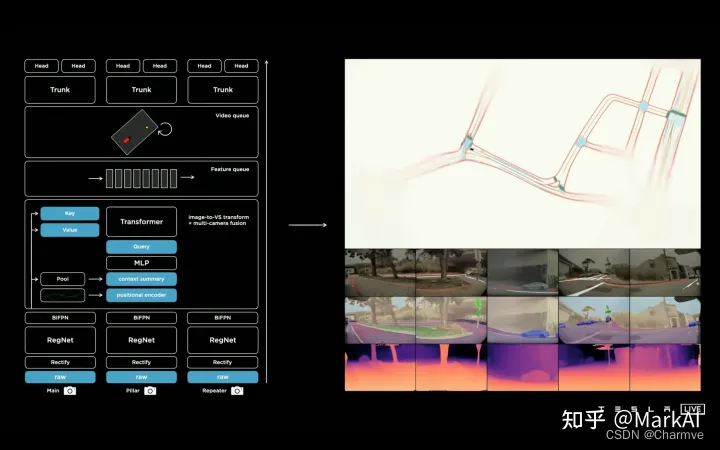 Head Head Head Head Head Head
Trunk Trunk Trunk
Video queue
Feature queue
Key
Value
Transformer
image-to-VS transform
+ multi-camera fusion
Query
MLP
Pool
context summary
positional encoder
BiFPN BiFPN BiFPN
RegNet RegNet RegNet
Rectify Rectify Rectify
raw raw raw
Main Pillar Repeater
TESLA LIVE
知乎 @MarkAI
CSDN @Charmve